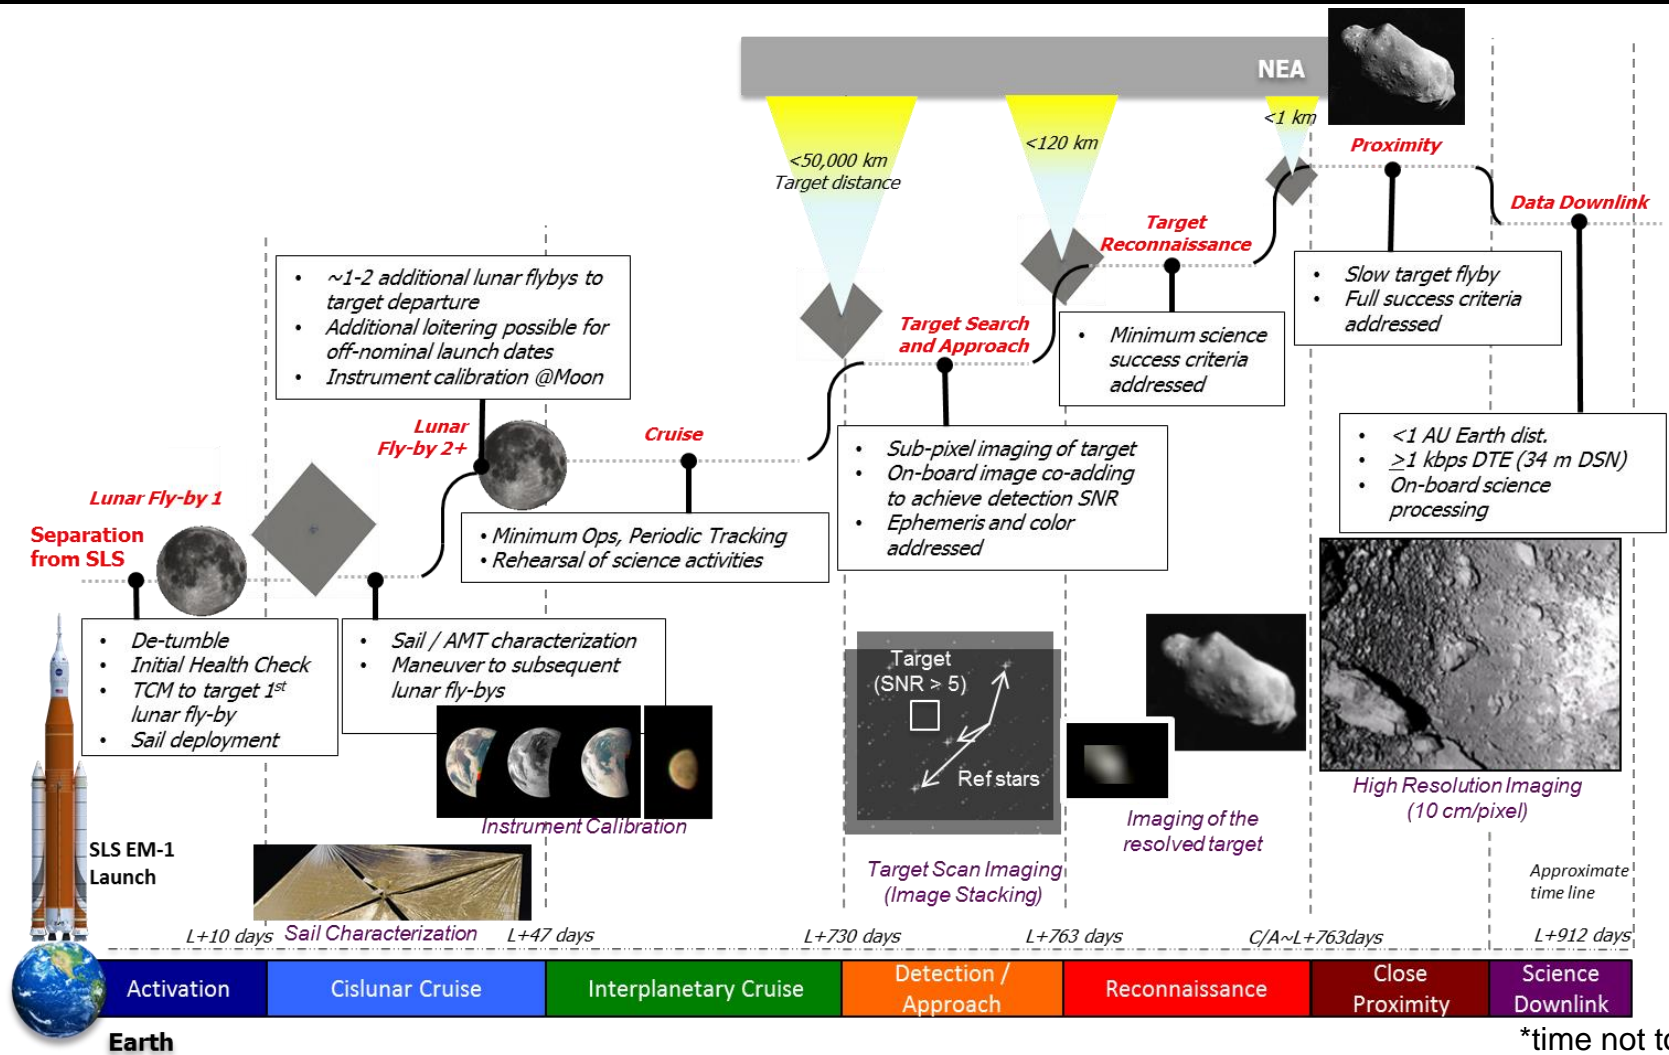 NEA
<50,000 km
Target distance
<120 km
<1 km
Proximity
Data Downlink
Target
Reconnaissance
• ~1-2 additional lunar flybys to
target departure
• Additional loitering possible for
off-nominal launch dates
• Instrument calibration @Moon
• Slow target flyby
• Full success criteria
addressed
Target Search
and Approach
• Minimum science
success criteria
addressed
Lunar
Fly-by 2+
Cruise
• Sub-pixel imaging of target
• On-board image co-adding
to achieve detection SNR
• Ephemeris and color
addressed
• <1 AU Earth dist.
• ≥1 kbps DTE (34 m DSN)
• On-board science
processing
Lunar Fly-by 1
Separation
from SLS
• Minimum Ops, Periodic Tracking
• Rehearsal of science activities
• De-tumble
• Initial Health Check
• TCM to target 1st
lunar fly-by
• Sail deployment
• Sail / AMT characterization
• Maneuver to subsequent
lunar fly-bys
Target
(SNR > 5)
Ref stars
Instrument Calibration
High Resolution Imaging
(10 cm/pixel)
Imaging of the
resolved target
SLS EM-1
Launch
Target Scan Imaging
(Image Stacking)
Approximate
time line
L+10 days
Sail Characterization
L+47 days
L+730 days
L+763 days
C/A~L+763days
L+912 days
Activation
Cislunar Cruise
Interplanetary Cruise
Detection /
Approach
Reconnaissance
Close
Proximity
Science
Downlink
Earth
*time not